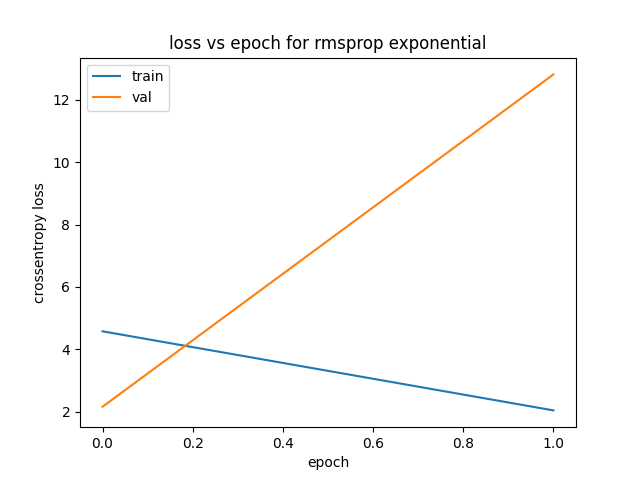 loss vs epoch for rmsprop exponential
train
val
crossentropy loss
12
10
8
6
4
2
0.0 0.2 0.4 0.6 0.8 1.0
epoch